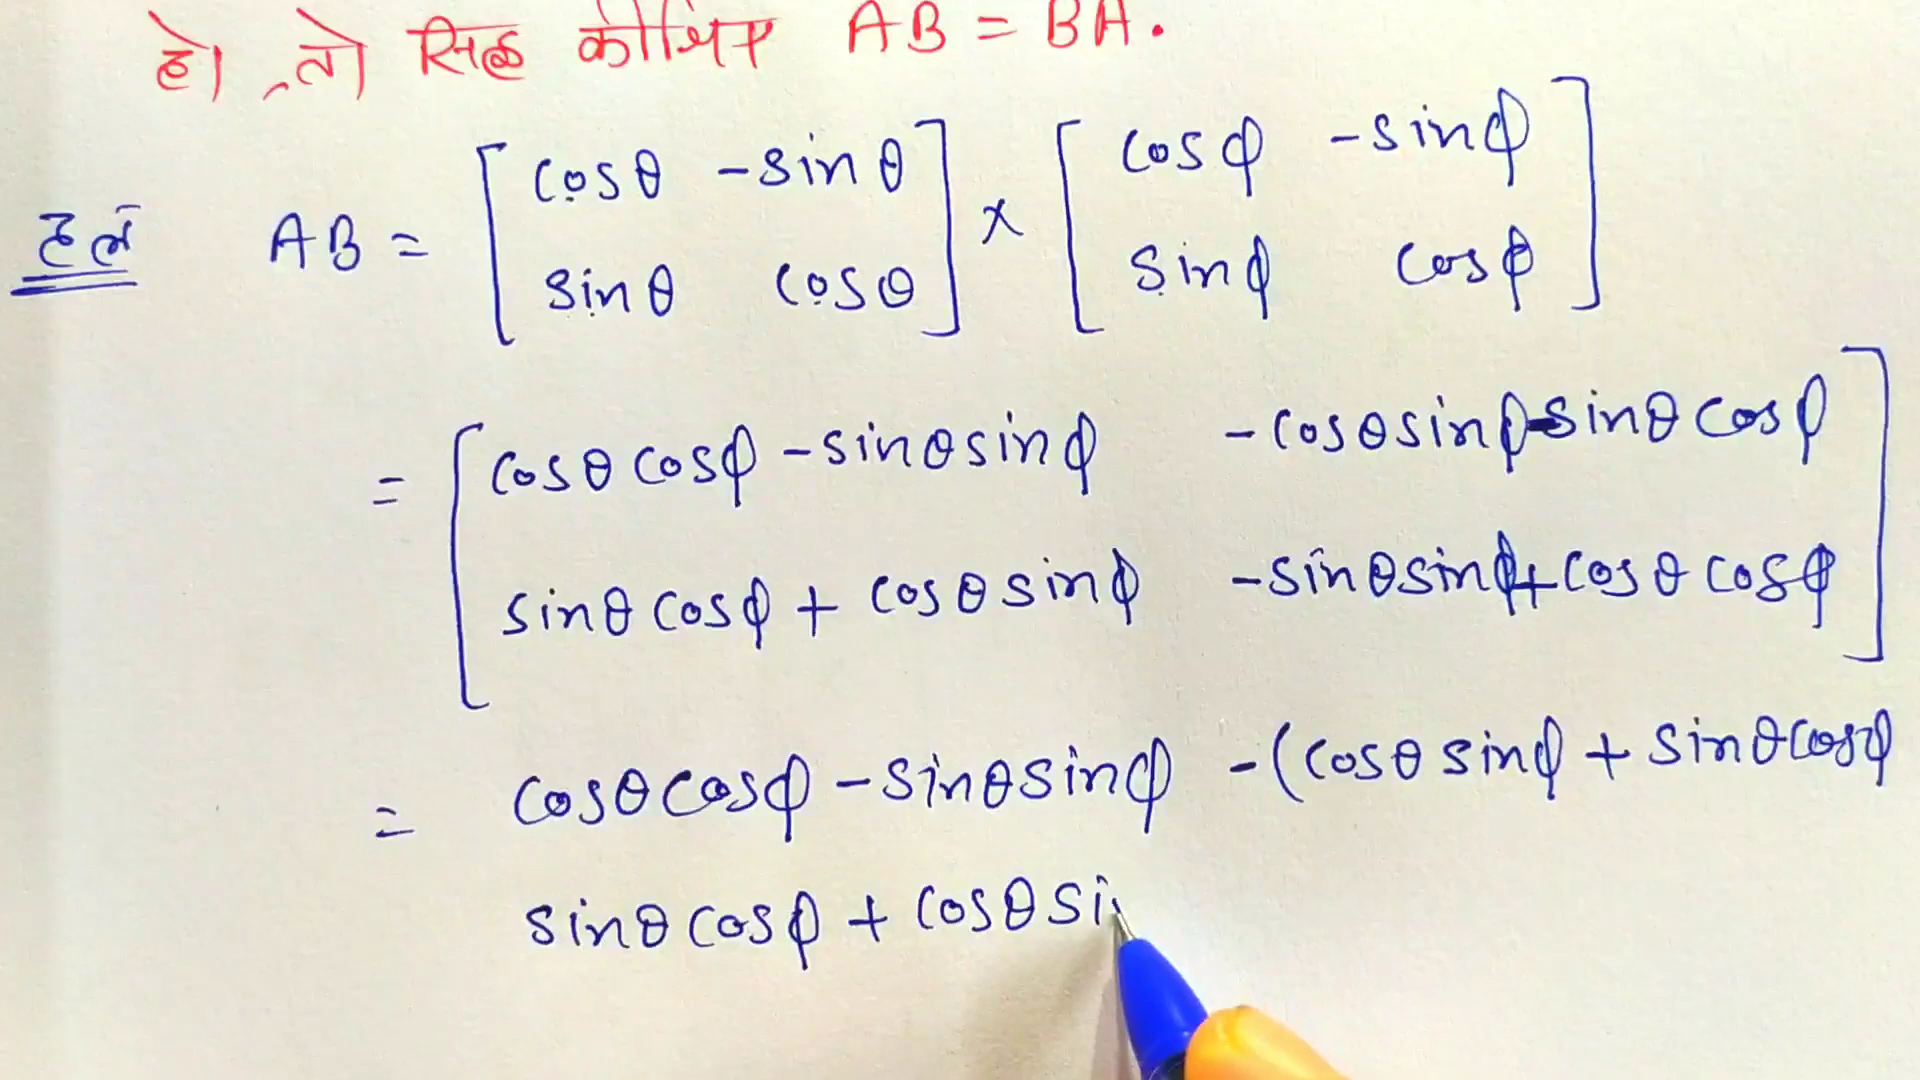 हो, तो सिद्ध कीजिए AB = BA.
हल AB = [ cosθ -sinθ ] × [ cosφ -sinφ ]
[ sinθ cosθ ] [ sinφ cosφ ]
= [ cosθ cosφ - sinθ sinφ -cosθ sinφ - sinθ cosφ ]
[ sinθ cosφ + cosθ sinφ -sinθ sinφ + cosθ cosφ ]
= cosθ cosφ - sinθ sinφ -(cosθ sinφ + sinθ cosφ
sinθ cosφ + cosθ si